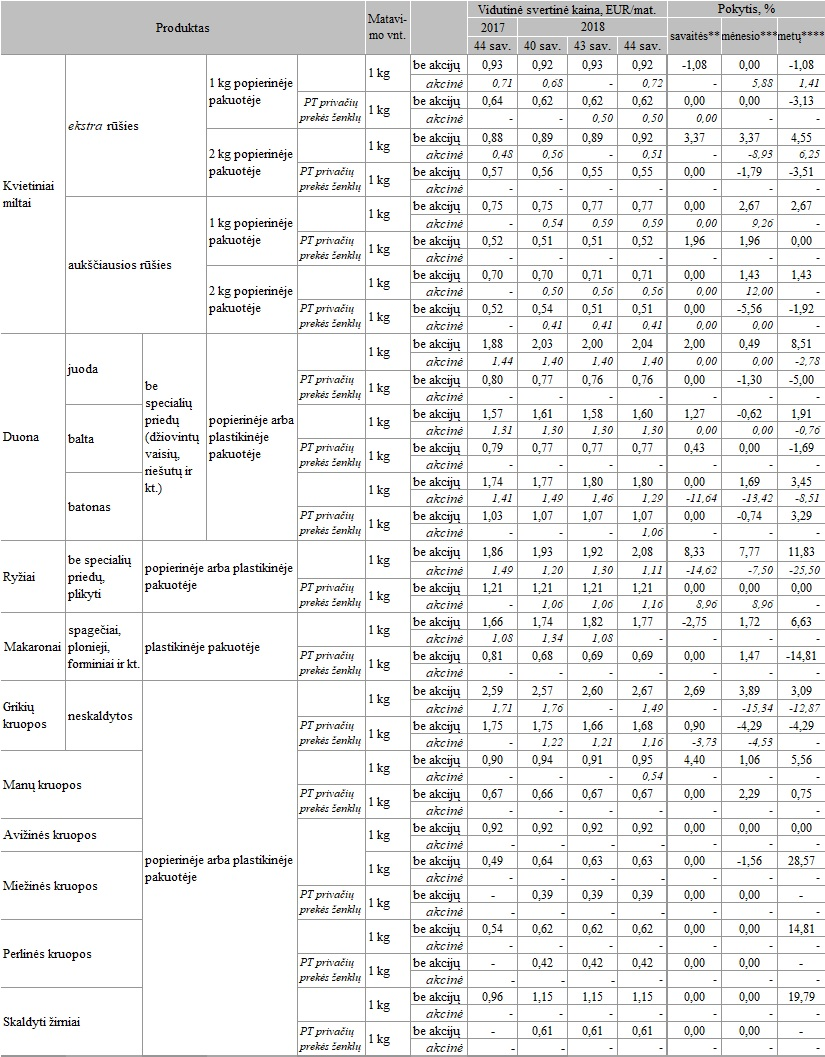 Produktas Matavi-mo vnt. Vidutinė svertinė kaina, EUR/mat. Pokytis, %
2017 2018 savaitės** mėnesio*** metų****
44 sav. 40 sav. 43 sav. 44 sav.
Kvietiniai miltai ekstra rūšies 1 kg popierinėje pakuotėje 1 kg be akcijų 0,93 0,92 0,93 0,92 -1,08 0,00 -1,08
akcinė 0,71 0,68 - 0,72 - 5,88 1,41
PT privačių prekės ženklų 1 kg be akcijų 0,64 0,62 0,62 0,62 0,00 0,00 -3,13
akcinė - - 0,50 0,50 0,00 - -
2 kg popierinėje pakuotėje 1 kg be akcijų 0,88 0,89 0,89 0,92 3,37 3,37 4,55
akcinė 0,48 0,56 - 0,51 - -8,93 6,25
PT privačių prekės ženklų 1 kg be akcijų 0,57 0,56 0,55 0,55 0,00 -1,79 -3,51
akcinė - - - - - - -
aukščiausios rūšies 1 kg popierinėje pakuotėje 1 kg be akcijų 0,75 0,75 0,77 0,77 0,00 2,67 2,67
akcinė - 0,54 0,59 0,59 0,00 9,26 -
PT privačių prekės ženklų 1 kg be akcijų 0,52 0,51 0,51 0,52 1,96 1,96 0,00
akcinė - - - - - - -
2 kg popierinėje pakuotėje 1 kg be akcijų 0,70 0,70 0,71 0,71 0,00 1,43 1,43
akcinė - 0,50 0,56 0,56 0,00 12,00 -
PT privačių prekės ženklų 1 kg be akcijų 0,52 0,54 0,51 0,51 0,00 -5,56 -1,92
akcinė - 0,41 0,41 0,41 0,00 0,00 -
Duona juoda be specialių priedų (džiovintų vaisių, riešutų ir kt.) popierinėje arba plastikinėje pakuotėje 1 kg be akcijų 1,88 2,03 2,00 2,04 2,00 0,49 8,51
akcinė 1,44 1,40 1,40 1,40 0,00 0,00 -2,78
PT privačių prekės ženklų 1 kg be akcijų 0,80 0,77 0,76 0,76 0,00 -1,30 -5,00
akcinė - - - - - - -
balta 1 kg be akcijų 1,57 1,61 1,58 1,60 1,27 -0,62 1,91
akcinė 1,31 1,30 1,30 1,30 0,00 0,00 -0,76
PT privačių prekės ženklų 1 kg be akcijų 0,79 0,77 0,77 0,77 0,43 0,00 -1,69
akcinė - - - - - - -
batonas 1 kg be akcijų 1,74 1,77 1,80 1,80 0,00 1,69 3,45
akcinė 1,41 1,49 1,46 1,29 -11,64 -13,42 -8,51
PT privačių prekės ženklų 1 kg be akcijų 1,03 1,07 1,07 1,07 0,00 -0,74 3,29
akcinė - - - 1,06 - - -
Ryžiai be specialių priedų, plikyti popierinėje arba plastikinėje pakuotėje 1 kg be akcijų 1,86 1,93 1,92 2,08 8,33 7,77 11,83
akcinė 1,49 1,20 1,30 1,11 -14,62 -7,50 -25,50
PT privačių prekės ženklų 1 kg be akcijų 1,21 1,21 1,21 1,21 0,00 0,00 0,00
akcinė - 1,06 1,06 1,16 8,96 8,96 -
Makaronai spagečiai, plonieji, forminiai ir kt. plastikinėje pakuotėje 1 kg be akcijų 1,66 1,74 1,82 1,77 -2,75 1,72 6,63
akcinė 1,08 1,34 1,08 - - - -
PT privačių prekės ženklų 1 kg be akcijų 0,81 0,68 0,69 0,69 0,00 1,47 -14,81
akcinė - - - - - - -
Grikių kruopos neskaldytos popierinėje arba plastikinėje pakuotėje 1 kg be akcijų 2,59 2,57 2,60 2,67 2,69 3,89 3,09
akcinė 1,71 1,76 - 1,49 - -15,34 -12,87
PT privačių prekės ženklų 1 kg be akcijų 1,75 1,75 1,66 1,68 0,90 -4,29 -4,29
akcinė - 1,22 1,21 1,16 -3,73 -4,53 -
Manų kruopos 1 kg be akcijų 0,90 0,94 0,91 0,95 4,40 1,06 5,56
akcinė - - - 0,54 - - -
PT privačių prekės ženklų 1 kg be akcijų 0,67 0,66 0,67 0,67 0,00 2,29 0,75
akcinė - - - - - - -
Avižinės kruopos 1 kg be akcijų 0,92 0,92 0,92 0,92 0,00 0,00 0,00
akcinė - - - - - - -
Miežinės kruopos 1 kg be akcijų 0,49 0,64 0,63 0,63 0,00 -1,56 28,57
akcinė - - - - - - -
PT privačių prekės ženklų 1 kg be akcijų - 0,39 0,39 0,39 0,00 0,00 -
akcinė - - - - - - -
Perlinės kruopos 1 kg be akcijų 0,54 0,62 0,62 0,62 0,00 0,00 14,81
akcinė - - - - - - -
PT privačių prekės ženklų 1 kg be akcijų - 0,42 0,42 0,42 0,00 0,00 -
akcinė - - - - - - -
Skaldyti žirniai 1 kg be akcijų 0,96 1,15 1,15 1,15 0,00 0,00 19,79
akcinė - - - - - - -
PT privačių prekės ženklų 1 kg be akcijų - 0,61 0,61 0,61 0,00 0,00 -
akcinė - - - - - - -